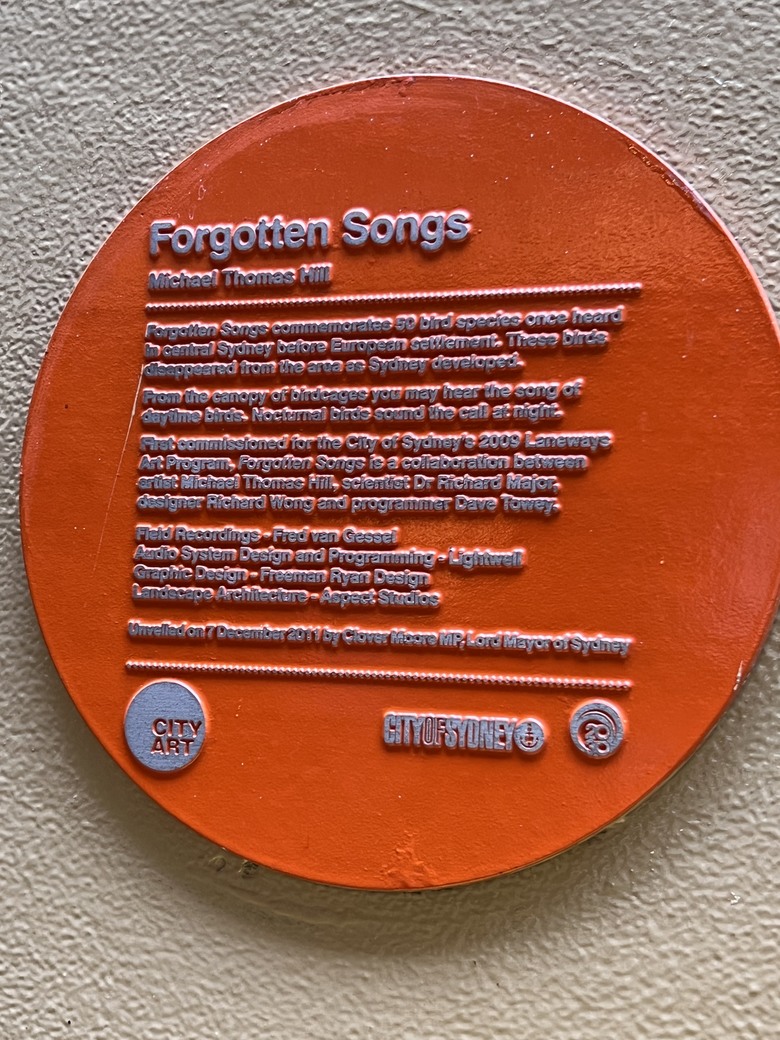 Forgotten Songs
Michael Thomas Hill
Forgotten Songs commemorates 50 bird species once heard
in central Sydney before European settlement. These birds
disappeared from the area as Sydney developed.
From the canopy of birdcages you may hear the song of
daytime birds. Nocturnal birds sound the call at night.
First commissioned for the City of Sydney's 2009 Laneways
Art Program, Forgotten Songs is a collaboration between
artist Michael Thomas Hill, scientist Dr Richard Major,
designer Richard Wong and programmer Dave Towey.
Field Recordings - Fred van Gessel
Audio System Design and Programming - Lightwell
Graphic Design - Freeman Ryan Design
Landscape Architecture - Aspect Studios
Unveiled on 7 December 2011 by Clover Moore MP, Lord Mayor of Sydney
CITY
ART
CITYOFSYDNEY
20